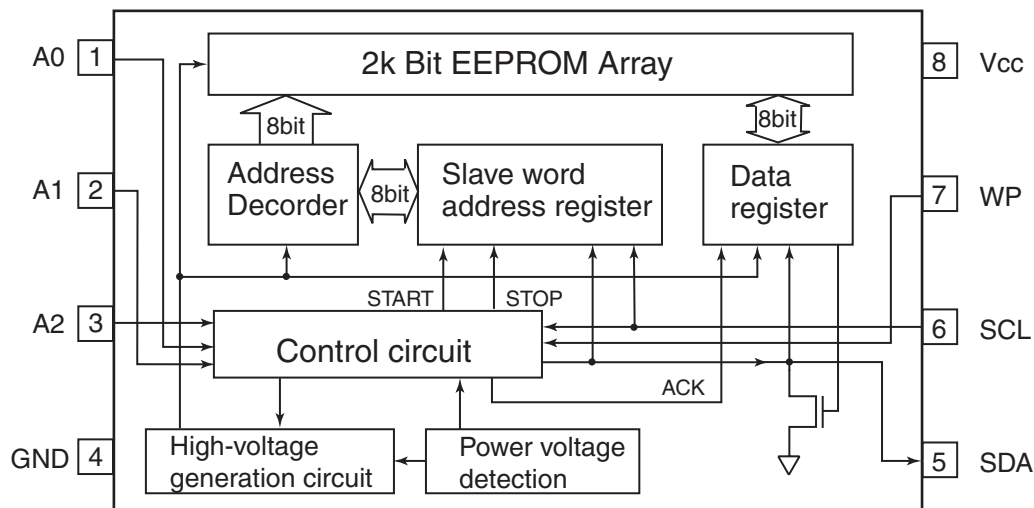 2k Bit EEPROM Array
A0 1
8 Vcc
8bit
8bit
Address
Decorder
8bit
Slave word
address register
Data
register
A1 2
7 WP
START
STOP
A2 3
6 SCL
Control circuit
ACK
GND 4
High-voltage
generation circuit
Power voltage
detection
5 SDA